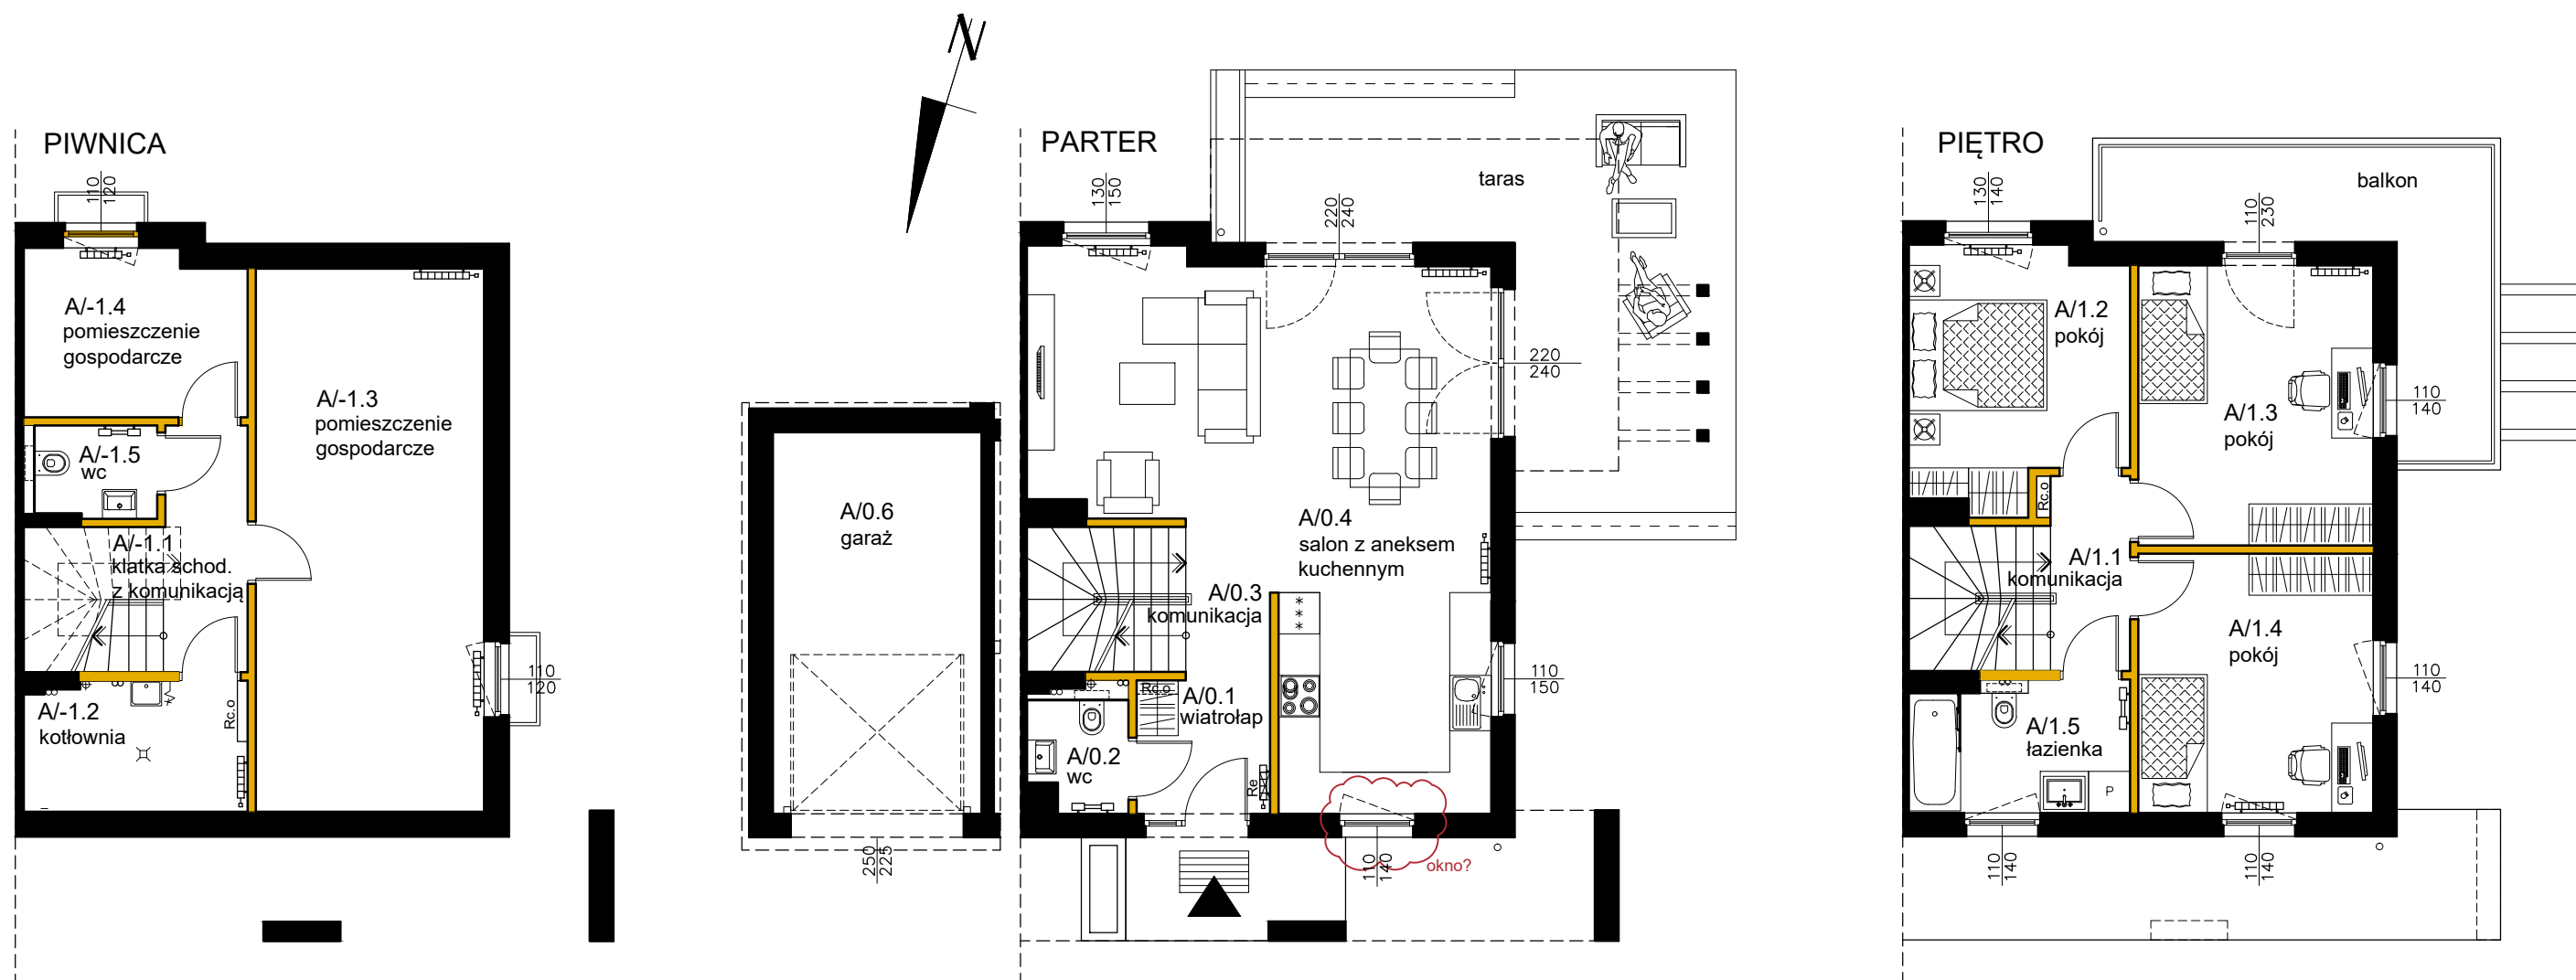 N
PIWNICA
110
120
A/-1.4
pomieszczenie
gospodarcze
A/-1.3
pomieszczenie
gospodarcze
A/-1.5
wc
A/-1.1
klatka schod.
z komunikacją
A/-1.2
kotłownia
Rc.o
110
120
PARTER
130
150
220
240
taras
220
240
A/0.6
garaż
250
225
A/0.4
salon z aneksem
kuchennym
A/0.3
komunikacja
Rc.o
A/0.1
wiatrołap
A/0.2
wc
Re
110
150
110
140
okno?
PIĘTRO
130
140
110
230
balkon
A/1.2
pokój
A/1.3
pokój
110
140
Rc.o
A/1.1
komunikacja
A/1.4
pokój
110
140
A/1.5
łazienka
P
110
140
110
140